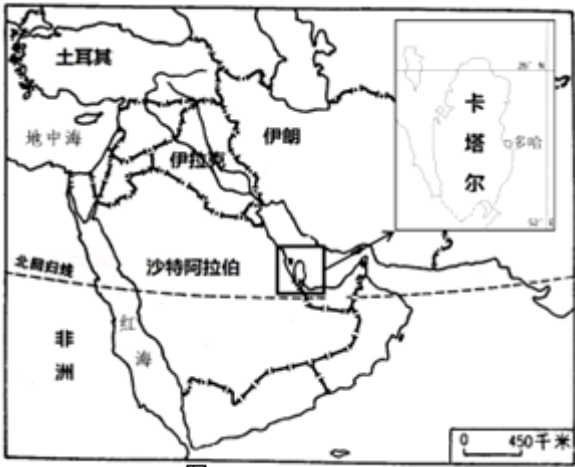 土耳其
地中海
伊拉克
伊朗
沙特阿拉伯
北回归线
红海
非洲
26° N
卡塔尔
多哈
52° E
0 450千米